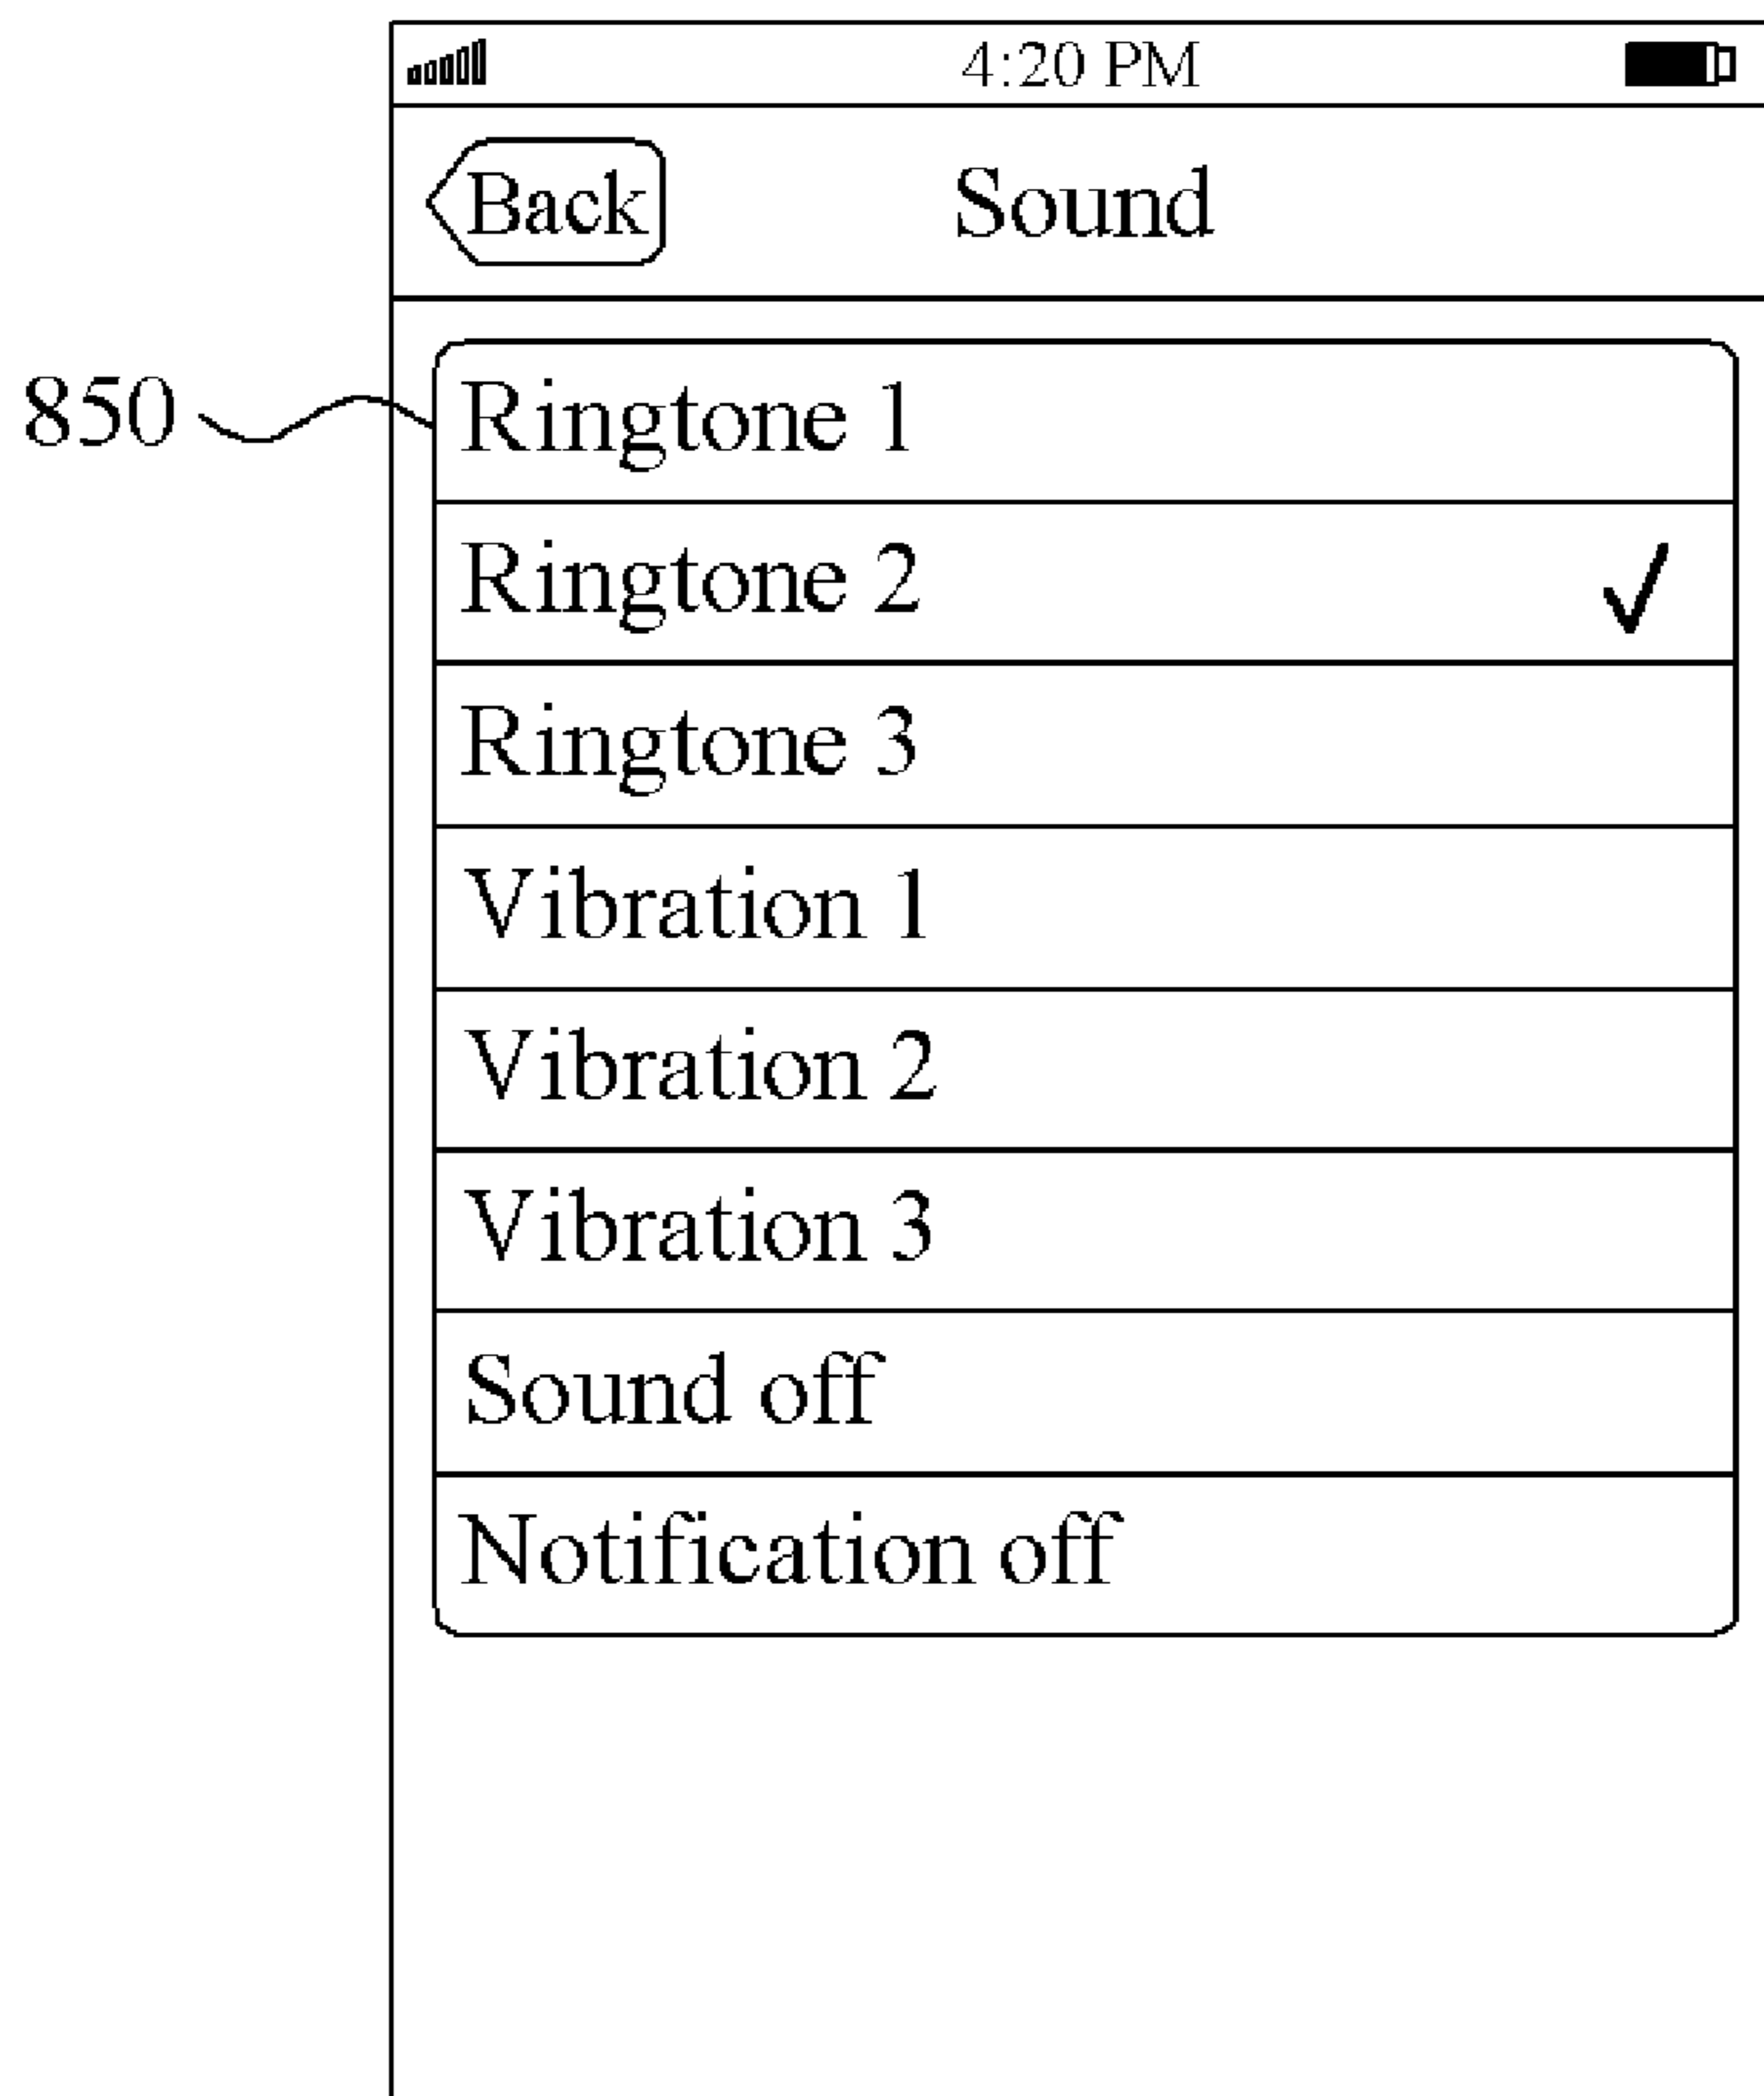 4:20 PM
Back Sound
850 Ringtone 1
Ringtone 2
Ringtone 3
Vibration 1
Vibration 2
Vibration 3
Sound off
Notification off